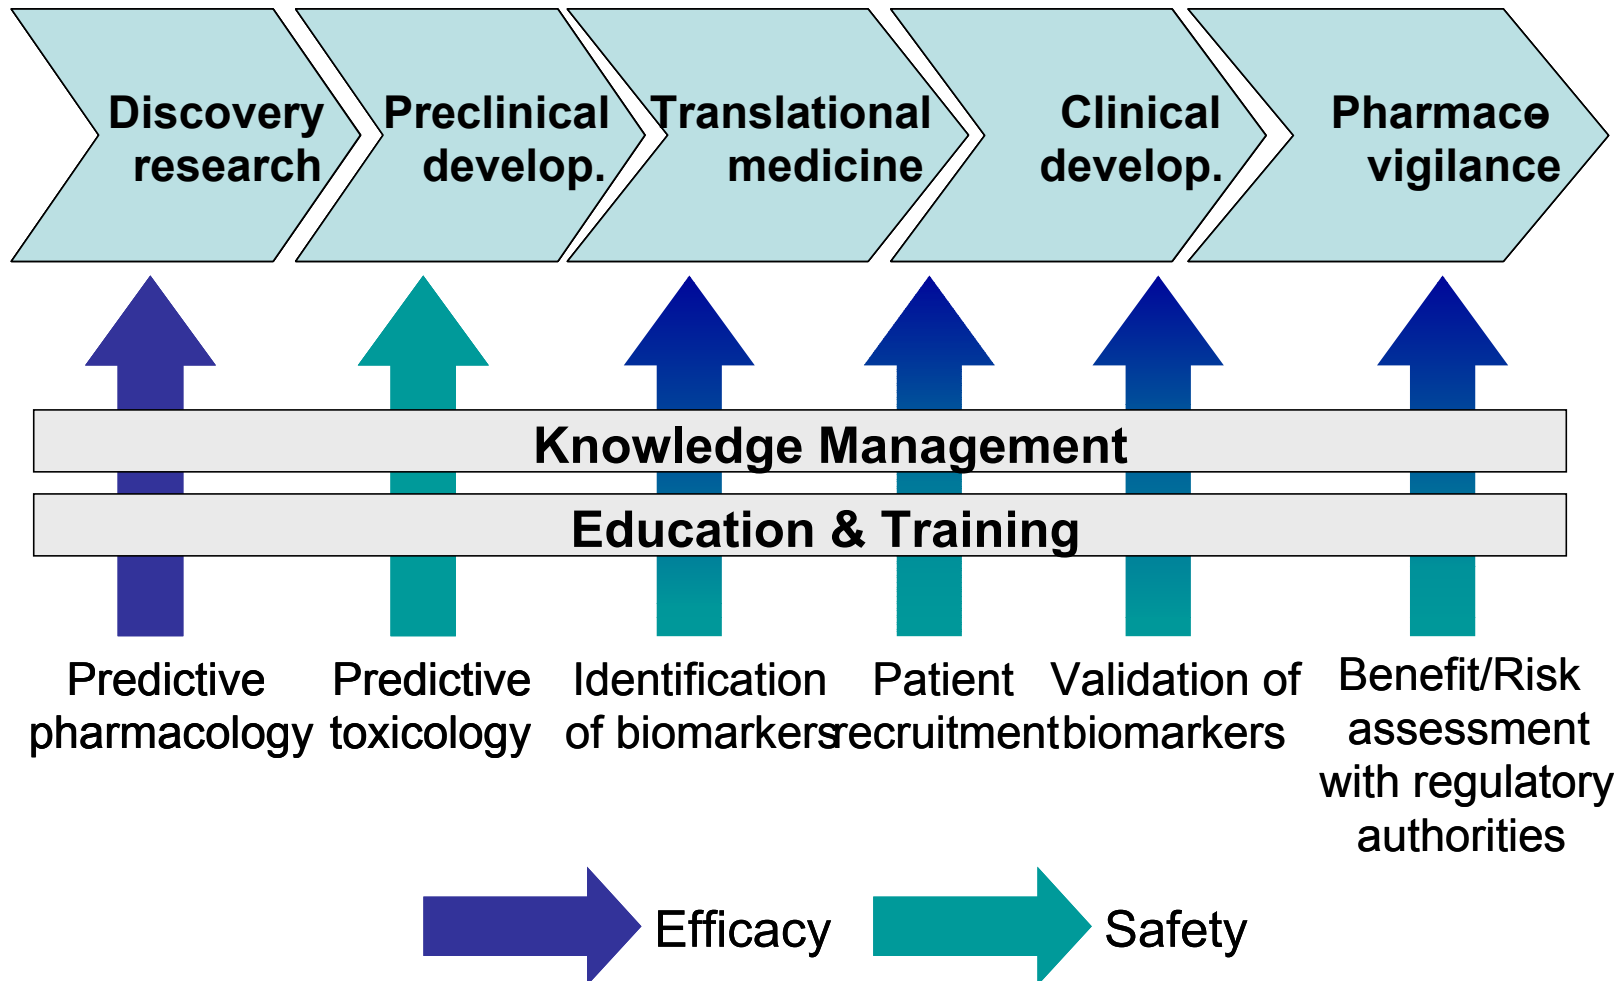 Discovery
research
Preclinical
develop.
Translational
medicine
Clinical
develop.
Pharmaco-
vigilance
Knowledge Management
Education & Training
Predictive
pharmacology
Predictive
toxicology
Identification
of biomarkers
Patient
recruitment
Validation of
biomarkers
Benefit/Risk
assessment
with regulatory
authorities
Efficacy
Safety